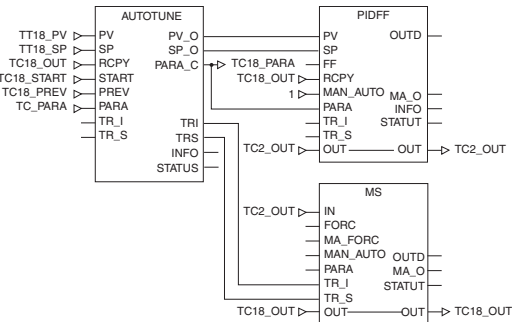 AUTOTUNE
TT18_PV PV PV_O
TT18_SP SP SP_O
TC18_OUT RCPY PARA_C TC18_PARA
TC18_START START
TC18_PREV PREV
TC_PARA PARA
TR_I
TR_S
TRI
TRS
INFO
STATUS
PIDFF
PV OUTD
SP
FF
TC18_OUT RCPY
1 MAN_AUTO MA_O
PARA INFO
TR_I STATUT
TR_S
TC2_OUT OUT OUT TC2_OUT
MS
TC2_OUT IN
FORC
MA_FORC
MAN_AUTO OUTD
PARA MA_O
TR_I STATUT
TR_S
TC18_OUT OUT OUT TC18_OUT